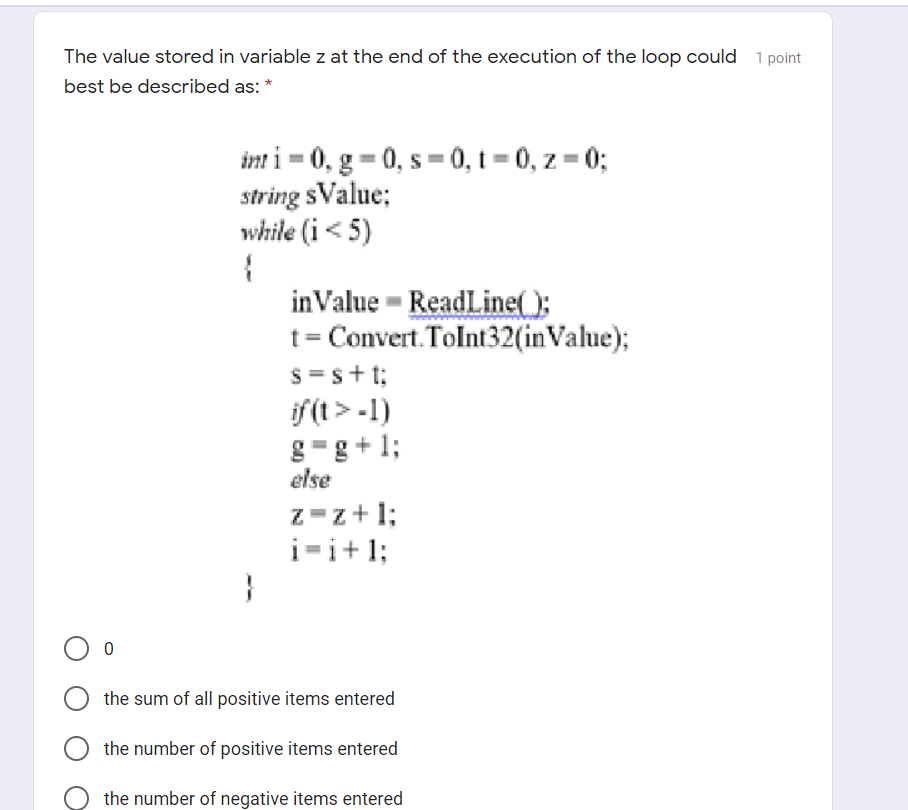 The value stored in variable z at the end of the execution of the loop could 1 point
best be described as: *
int i = 0, g = 0, s = 0, t = 0, z = 0;
string sValue;
while (i < 5)
{
inValue = ReadLine( );
t = Convert.ToInt32(inValue);
s = s + t;
if (t > -1)
g = g + 1;
else
z = z + 1;
i = i + 1;
}
0
the sum of all positive items entered
the number of positive items entered
the number of negative items entered